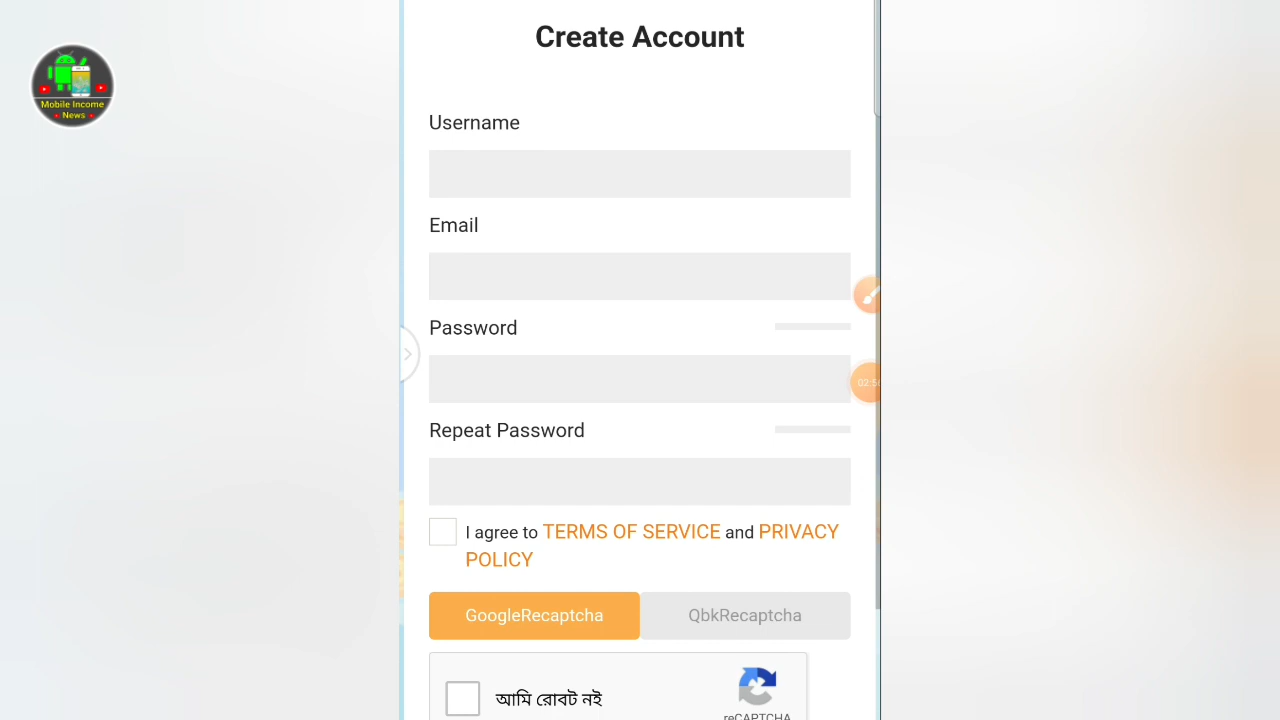 Create Account
Mobile Income
News
Username
Email
Password
Repeat Password
I agree to TERMS OF SERVICE and PRIVACY
POLICY
GoogleRecaptcha
QbkRecaptcha
আমি রোবট নই
reCAPTCHA